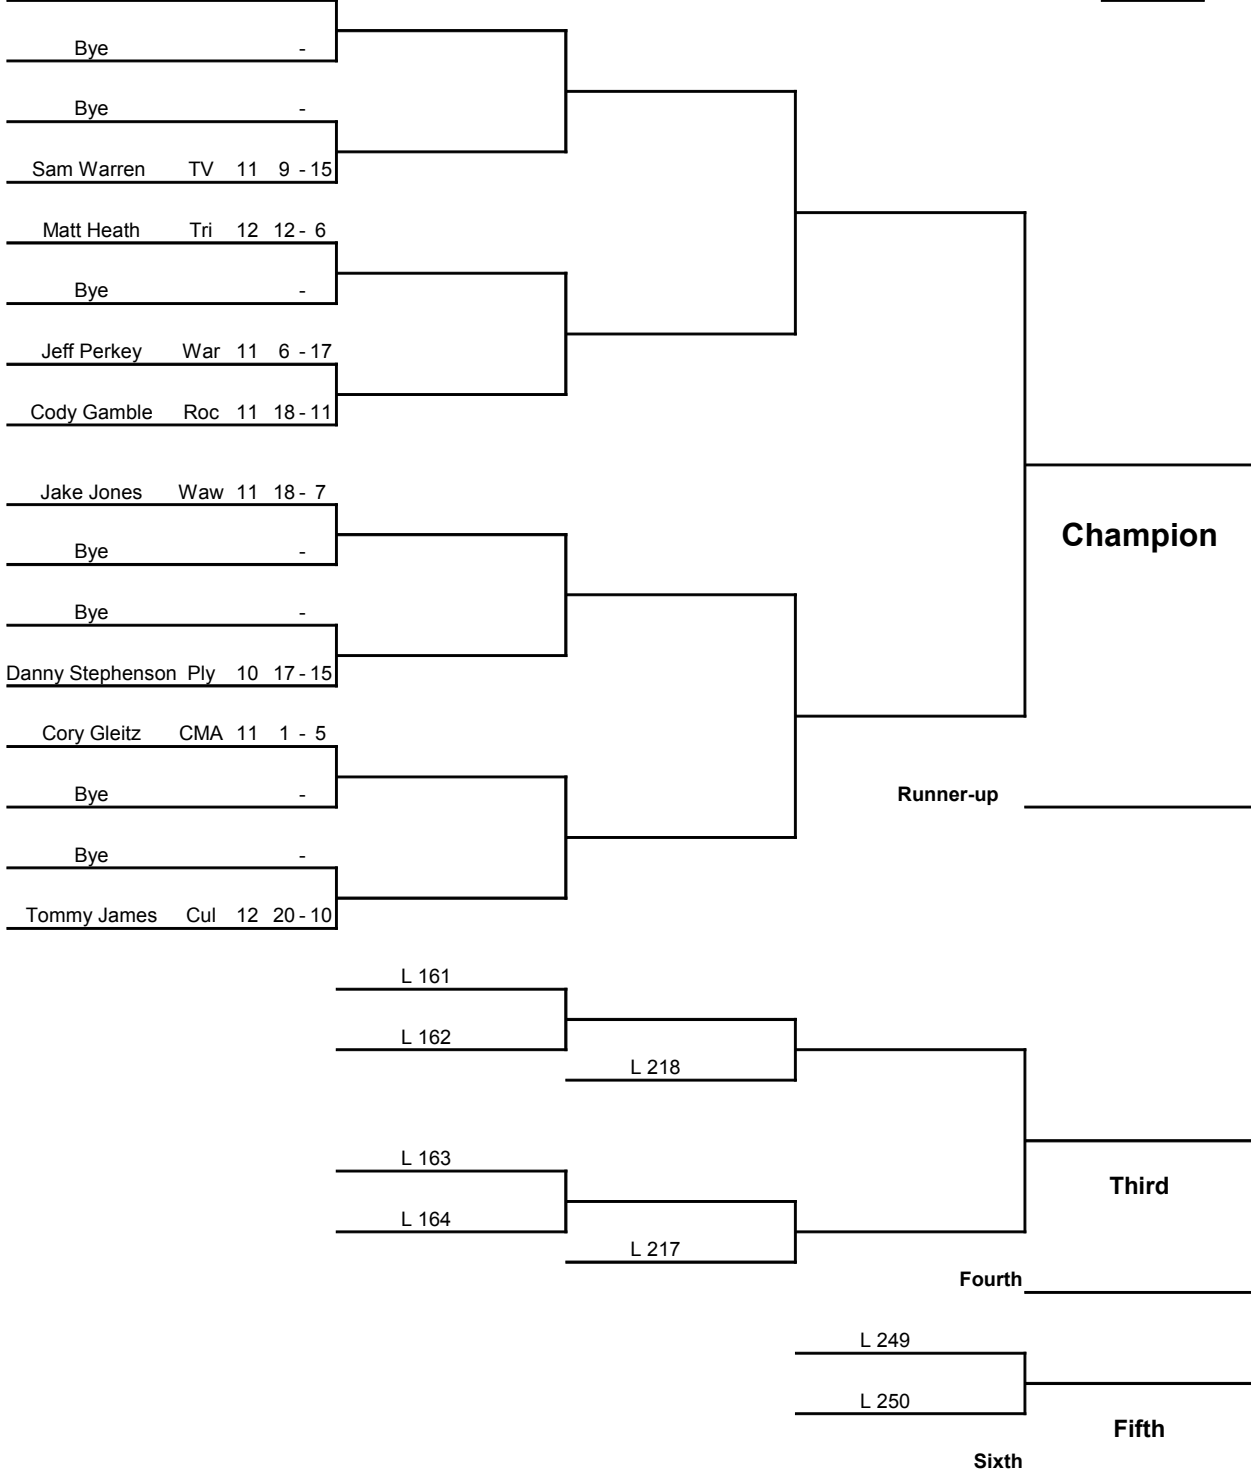 Bye -
Bye -
Sam Warren TV 11 9 - 15
Matt Heath Tri 12 12 - 6
Bye -
Jeff Perkey War 11 6 - 17
Cody Gamble Roc 11 18 - 11
Jake Jones Waw 11 18 - 7
Champion
Bye -
Bye -
Danny Stephenson Ply 10 17 - 15
Cory Gleitz CMA 11 1 - 5
Bye -
Runner-up
Bye -
Tommy James Cul 12 20 - 10
L 161
L 162
L 218
L 163
Third
L 164
L 217
Fourth
L 249
L 250
Fifth
Sixth